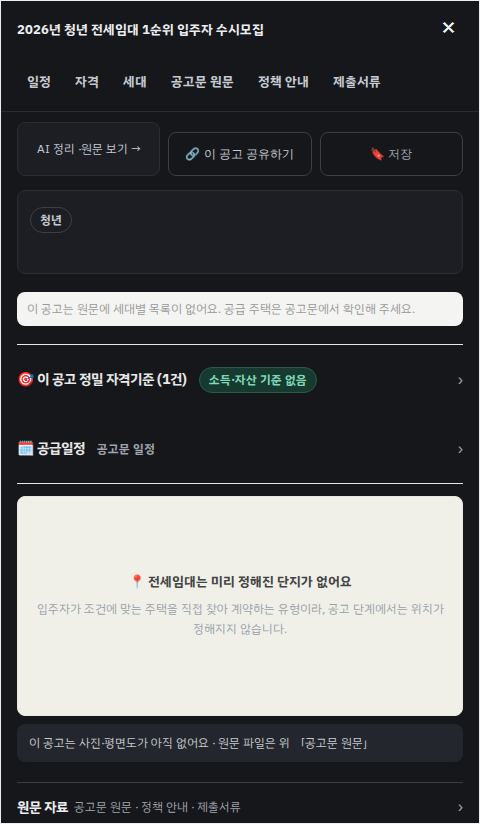 2026년 청년 전세임대 1순위 입주자 수시모집 ✕
일정 자격 세대 공고문 원문 정책 안내 제출서류
AI 정리 ·원문 보기 → 🔗 이 공고 공유하기 🔖 저장
청년
이 공고는 원문에 세대별 목록이 없어요. 공급 주택은 공고문에서 확인해 주세요.
🎯 이 공고 정밀 자격기준 (1건) 소득·자산 기준 없음 ›
🗓️ 공급일정 공고문 일정 ›
📍 전세임대는 미리 정해진 단지가 없어요
입주자가 조건에 맞는 주택을 직접 찾아 계약하는 유형이라, 공고 단계에서는 위치가
정해지지 않습니다.
이 공고는 사진·평면도가 아직 없어요 · 원문 파일은 위 「공고문 원문」
원문 자료 공고문 원문 · 정책 안내 · 제출서류 ›